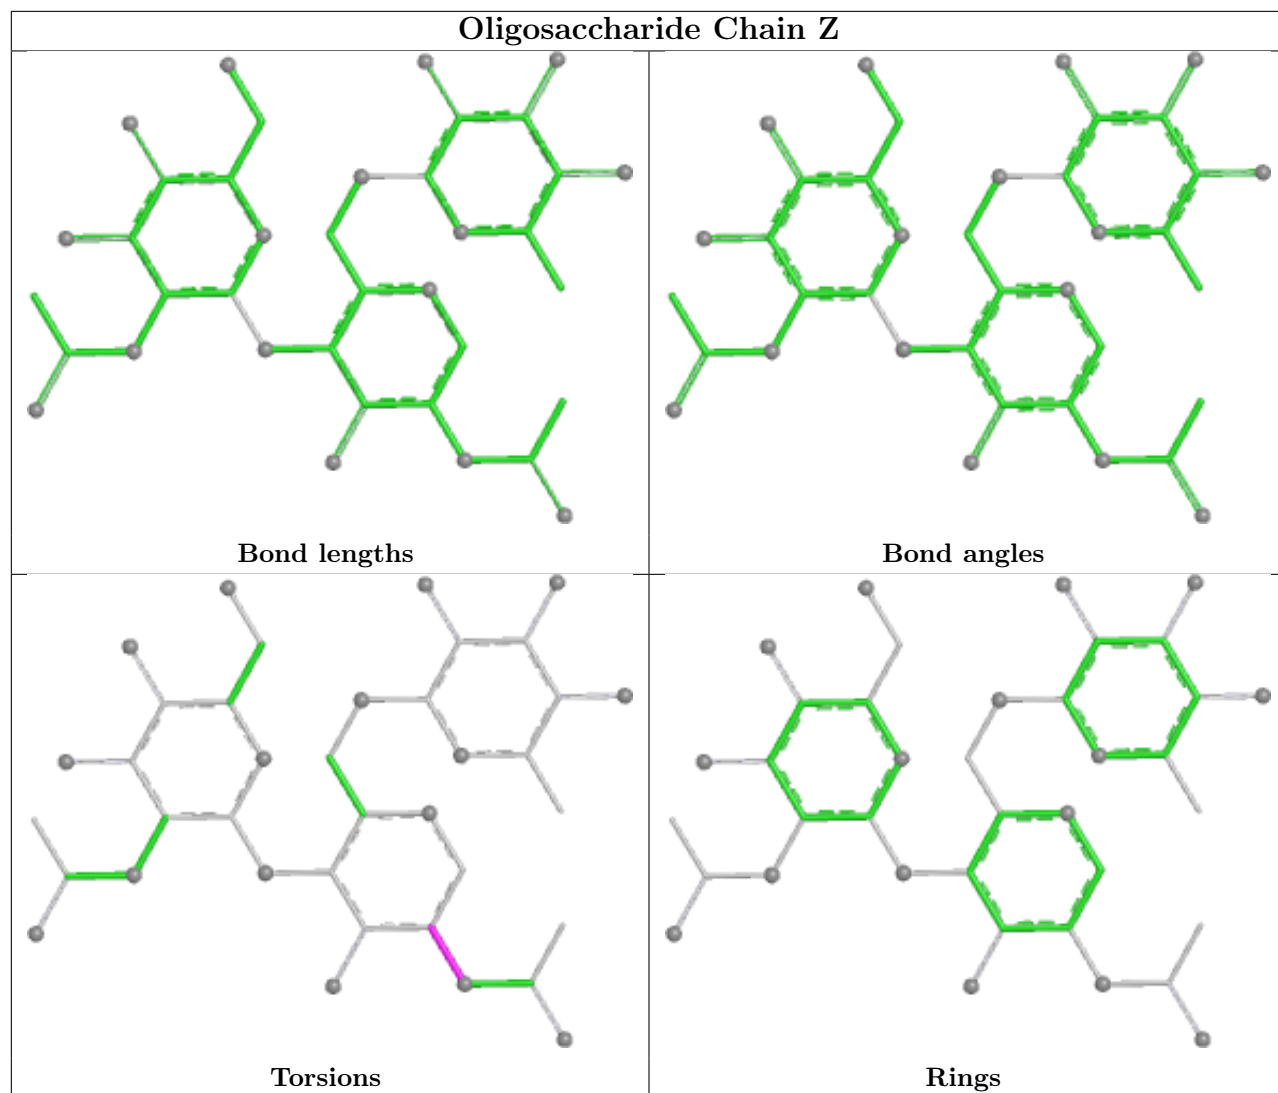 Oligosaccharide Chain Z
Bond lengths
Bond angles
Torsions
Rings